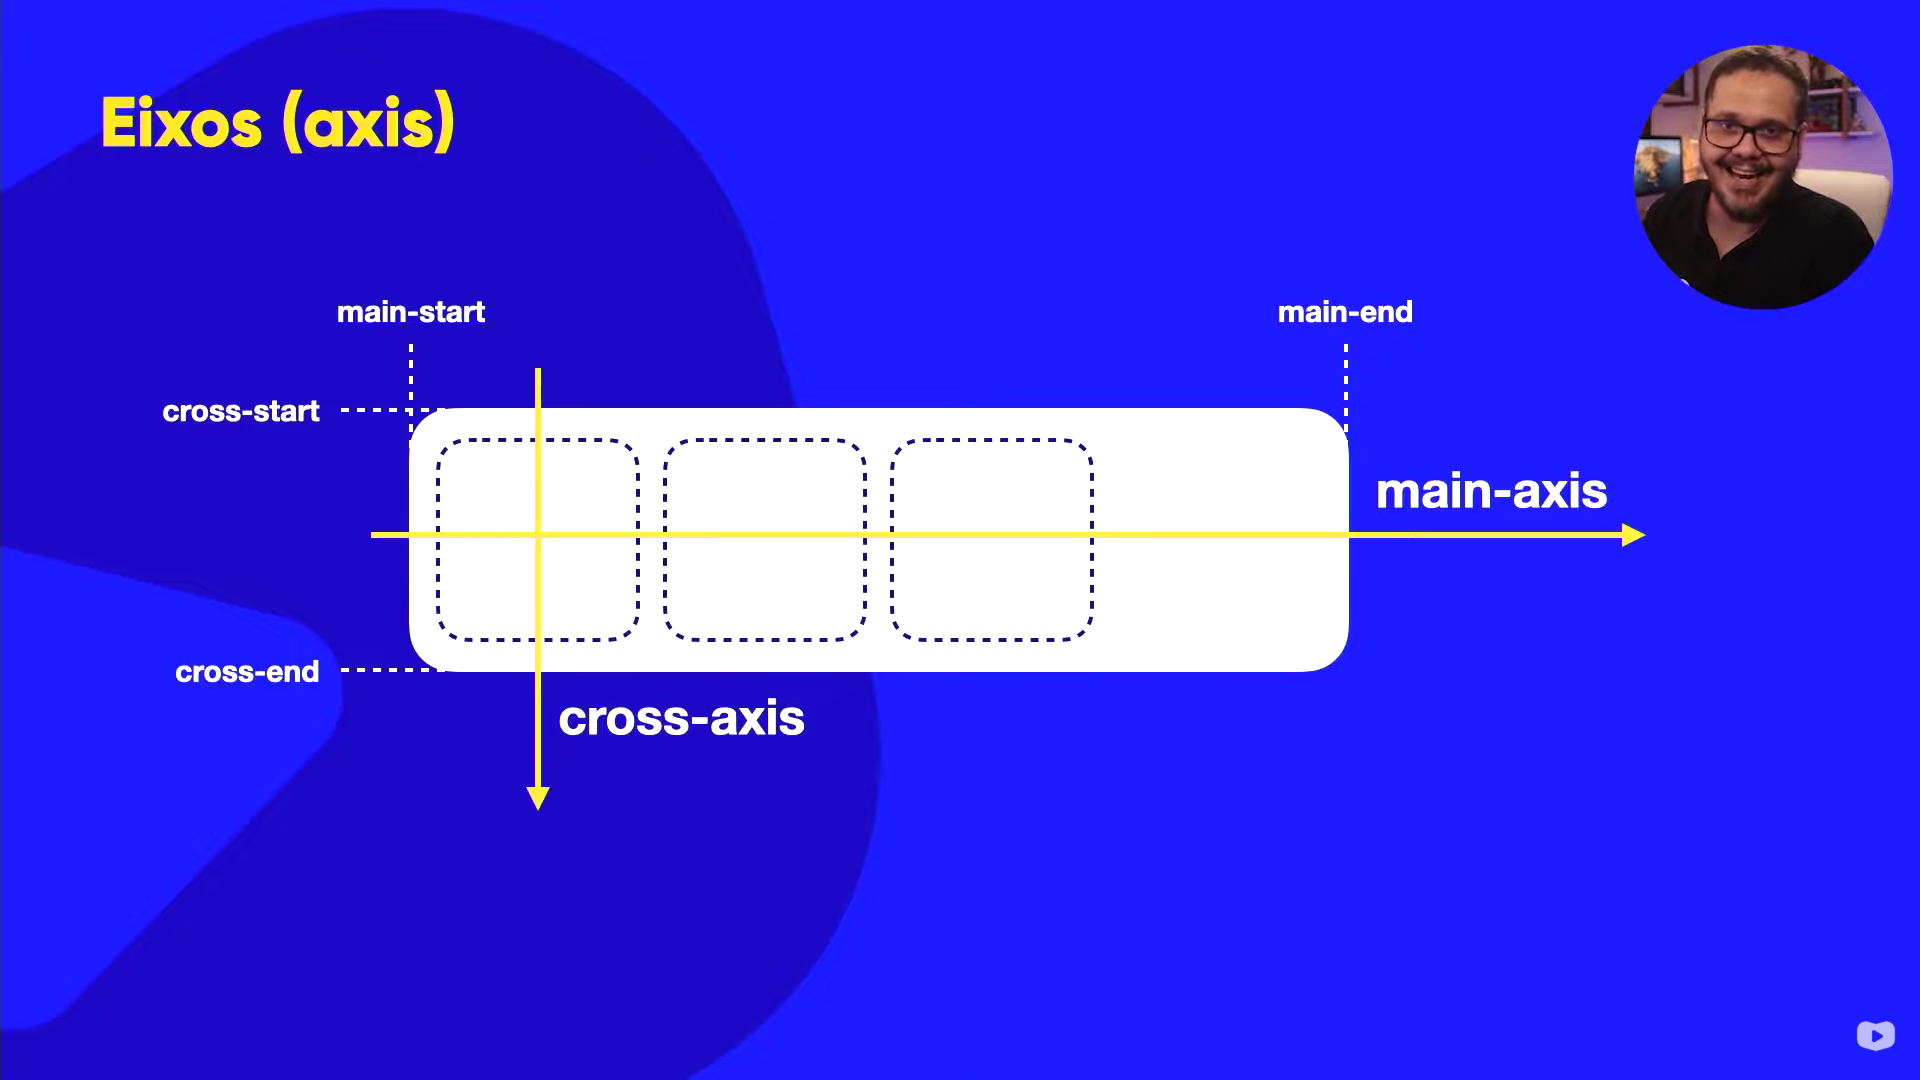 Eixos (axis)
main-start
main-end
cross-start
main-axis
cross-end
cross-axis